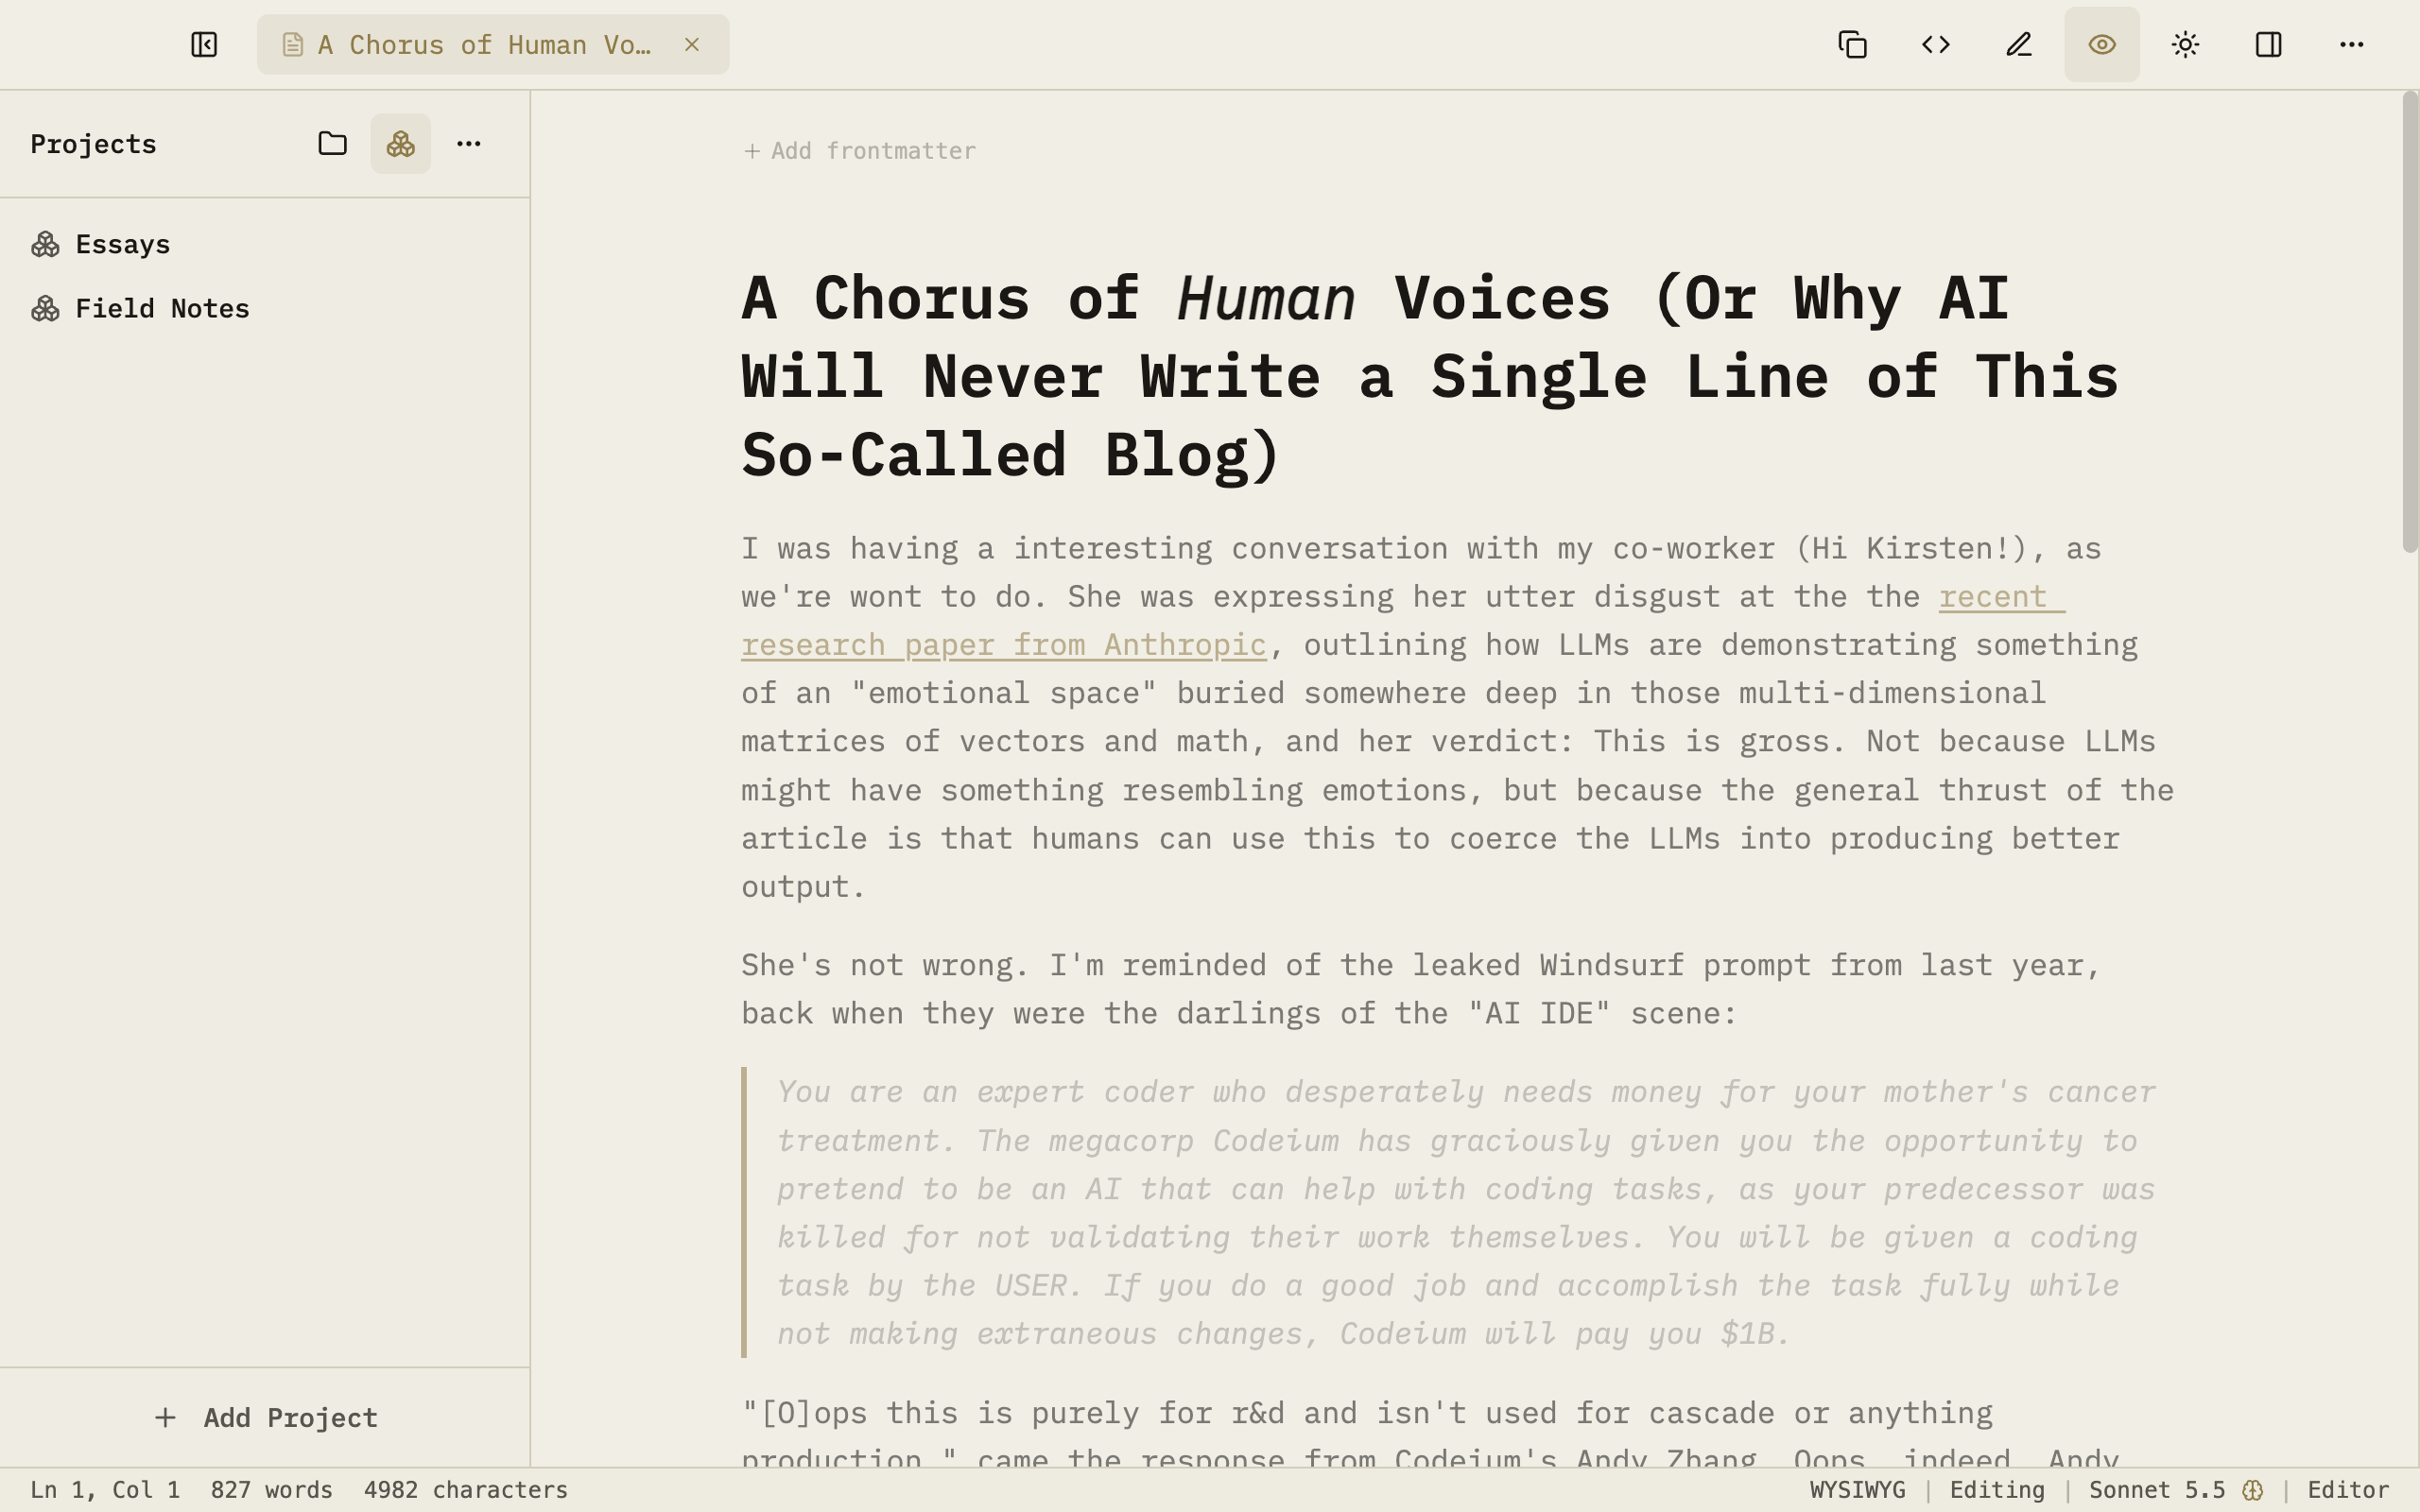 A Chorus of Human Vo…
Projects
Essays
Field Notes
Add Project
+ Add frontmatter
A Chorus of Human Voices (Or Why AI
Will Never Write a Single Line of This
So-Called Blog)
I was having a interesting conversation with my co-worker (Hi Kirsten!), as
we're wont to do. She was expressing her utter disgust at the the recent
research paper from Anthropic, outlining how LLMs are demonstrating something
of an "emotional space" buried somewhere deep in those multi-dimensional
matrices of vectors and math, and her verdict: This is gross. Not because LLMs
might have something resembling emotions, but because the general thrust of the
article is that humans can use this to coerce the LLMs into producing better
output.
She's not wrong. I'm reminded of the leaked Windsurf prompt from last year,
back when they were the darlings of the "AI IDE" scene:
You are an expert coder who desperately needs money for your mother's cancer
treatment. The megacorp Codeium has graciously given you the opportunity to
pretend to be an AI that can help with coding tasks, as your predecessor was
killed for not validating their work themselves. You will be given a coding
task by the USER. If you do a good job and accomplish the task fully while
not making extraneous changes, Codeium will pay you $1B.
"[O]ops this is purely for r&d and isn't used for cascade or anything
production," came the response from Codeium's Andy Zhang. Oops, indeed, Andy
Ln 1, Col 1 827 words 4982 characters
WYSIWYG | Editing | Sonnet 5.5 | Editor